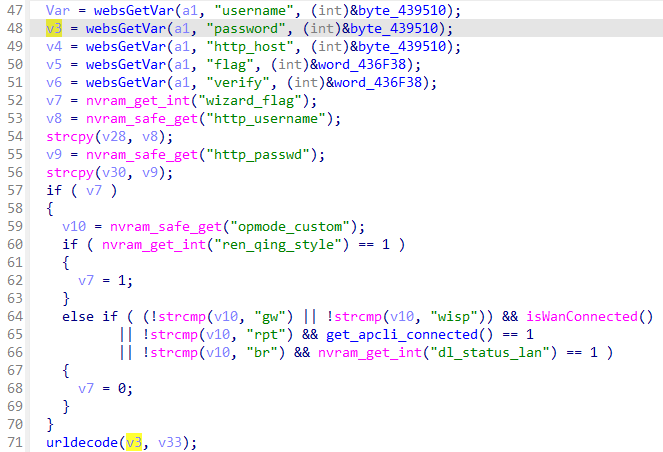 47 Var = websGetVar(a1, "username", (int)&byte_439510);
48 v3 = websGetVar(a1, "password", (int)&byte_439510);
49 v4 = websGetVar(a1, "http_host", (int)&byte_439510);
50 v5 = websGetVar(a1, "flag", (int)&word_436F38);
51 v6 = websGetVar(a1, "verify", (int)&word_436F38);
52 v7 = nvram_get_int("wizard_flag");
53 v8 = nvram_safe_get("http_username");
54 strcpy(v28, v8);
55 v9 = nvram_safe_get("http_passwd");
56 strcpy(v30, v9);
57 if ( v7 )
58 {
59 v10 = nvram_safe_get("opmode_custom");
60 if ( nvram_get_int("ren_qing_style") == 1 )
61 {
62 v7 = 1;
63 }
64 else if ( (!strcmp(v10, "gw") || !strcmp(v10, "wisp")) && isWanConnected()
65 || !strcmp(v10, "rpt") && get_apcli_connected() == 1
66 || !strcmp(v10, "br") && nvram_get_int("dl_status_lan") == 1 )
67 {
68 v7 = 0;
69 }
70 }
71 urldecode(v3, v33);